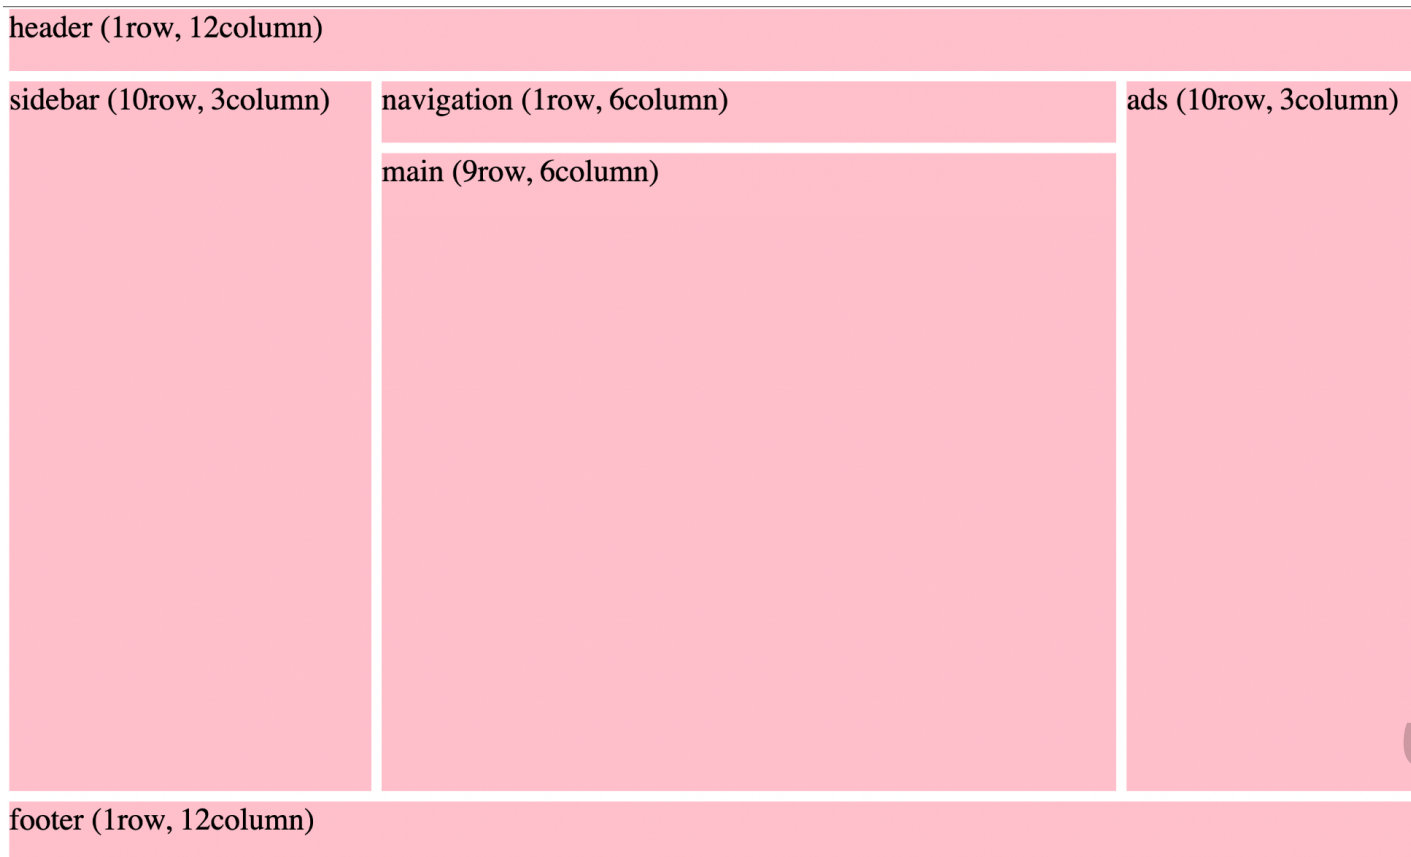 header (1row, 12column)
sidebar (10row, 3column)
navigation (1row, 6column)
ads (10row, 3column)
main (9row, 6column)
footer (1row, 12column)